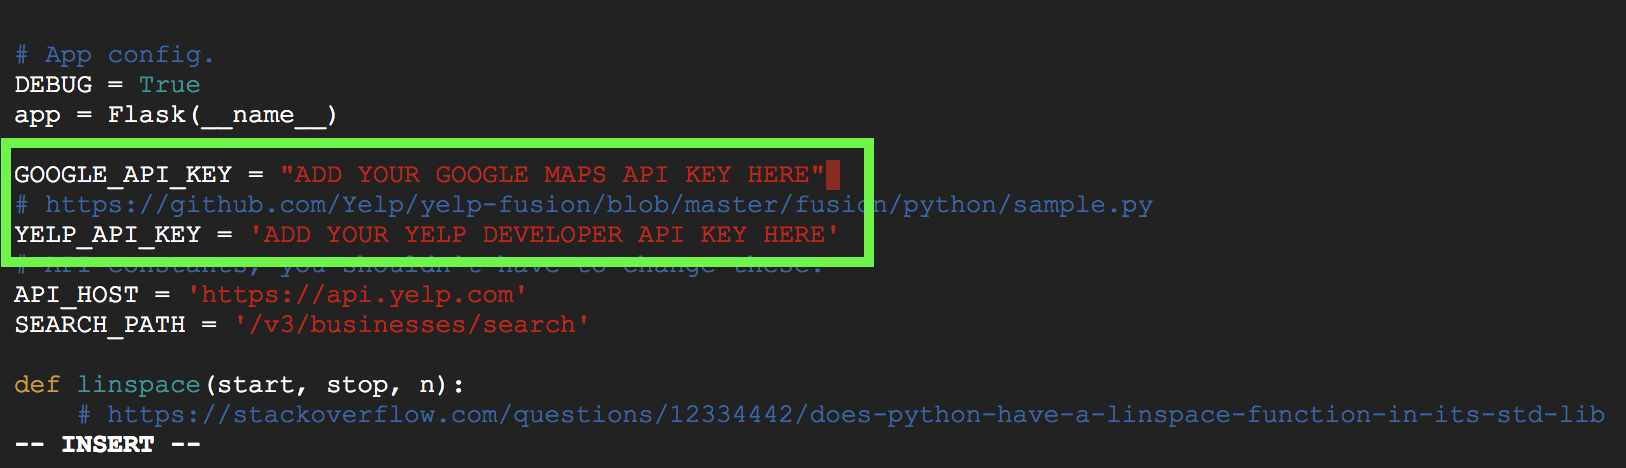 # App config.
DEBUG = True
app = Flask(__name__)
GOOGLE_API_KEY = "ADD YOUR GOOGLE MAPS API KEY HERE"
# https://github.com/Yelp/yelp-fusion/blob/master/fusion/python/sample.py
YELP_API_KEY = 'ADD YOUR YELP DEVELOPER API KEY HERE'
# API constants, you shouldn't have to change these.
API_HOST = 'https://api.yelp.com'
SEARCH_PATH = '/v3/businesses/search'
def linspace(start, stop, n):
    # https://stackoverflow.com/questions/12334442/does-python-have-a-linspace-function-in-its-std-lib
-- INSERT --